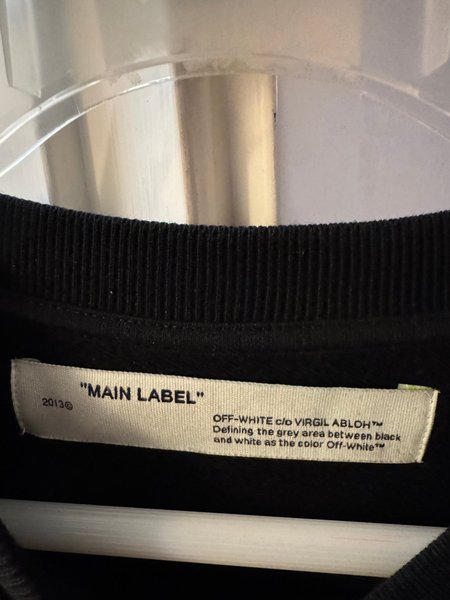 "MAIN LABEL"
2013©
OFF-WHITE c/o VIRGIL ABLOH™
Defining the grey area between black
and white as the color Off-White™